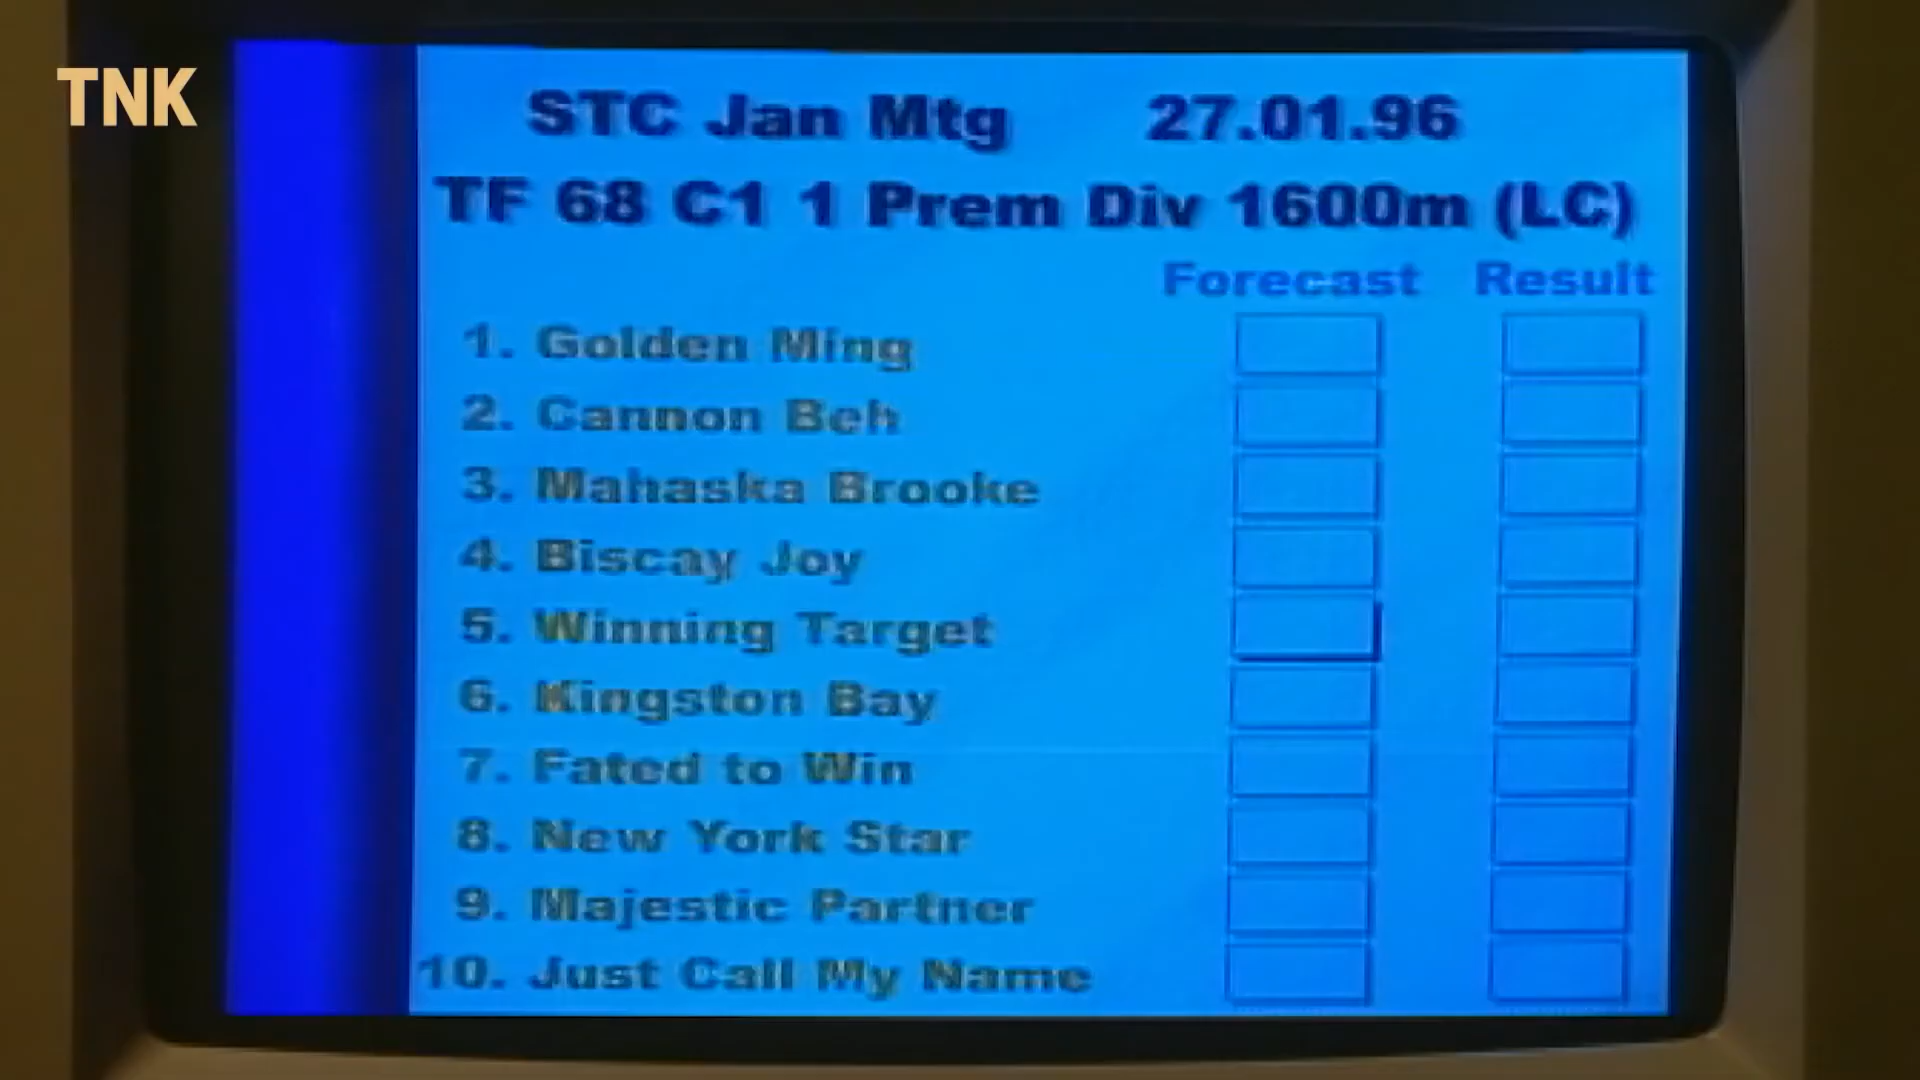 TNK
STC Jan Mtg 27.01.96
TF 68 C1 1 Prem Div 1600m (LC)
Forecast Result
1. Golden Ming
2. Cannon Beh
3. Mahaska Brooke
4. Biscay Joy
5. Winning Target
6. Kingston Bay
7. Fated to Win
8. New York Star
9. Majestic Partner
10. Just Call My Name